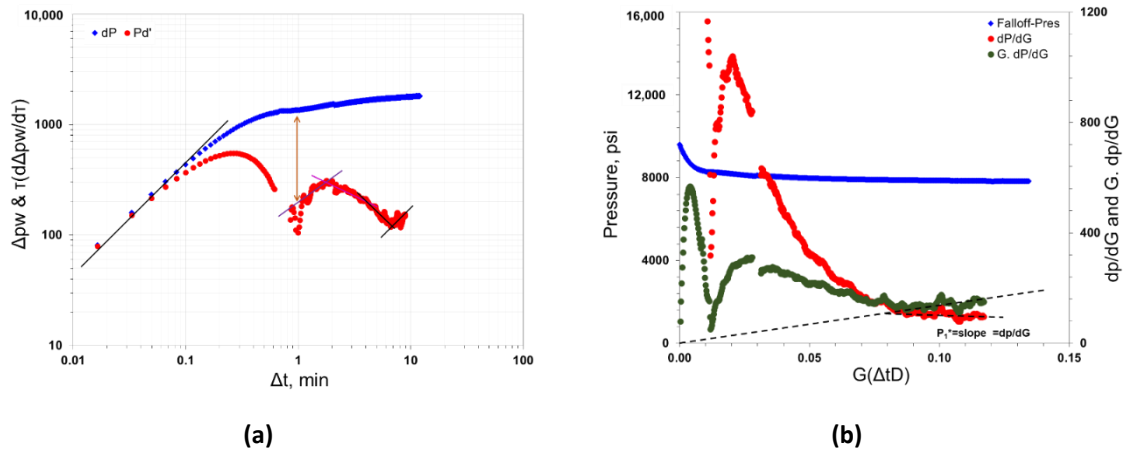 10,000
1000
100
10
0.01
0.1
1
10
100
Δpw & τ(dΔpw/dτ)
Δt, min
dP
Pd'
(a)
16,000
12,000
8000
4000
0
1200
800
400
0
0.00
0.05
0.10
0.15
Pressure, psi
G(ΔtD)
dp/dG and G. dp/dG
Falloff-Pres
dP/dG
G. dP/dG
P₁*=slope =dp/dG
(b)